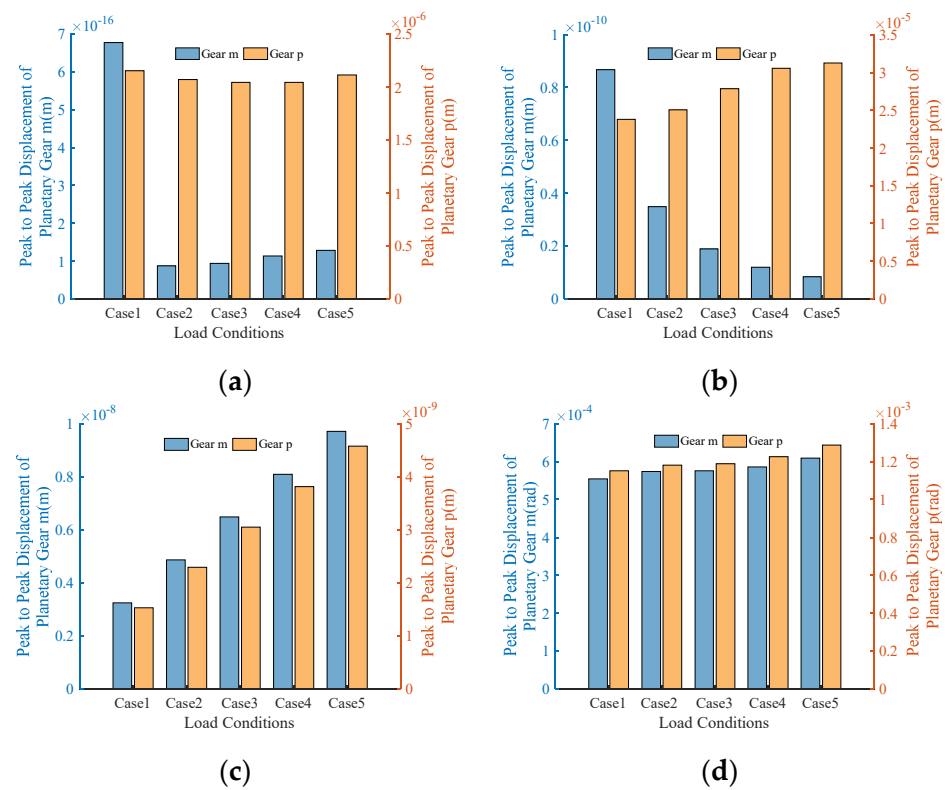 ×10-16
×10-6
7
6
5
4
3
2
1
0
2.5
2
1.5
1
0.5
0
Gear m
Gear p
Peak to Peak Displacement of
Planetary Gear m(m)
Peak to Peak Displacement of
Planetary Gear p(m)
Case1 Case2 Case3 Case4 Case5
Load Conditions
(a)
×10-10
×10-5
1
0.8
0.6
0.4
0.2
0
3.5
3
2.5
2
1.5
1
0.5
0
Gear m
Gear p
Peak to Peak Displacement of
Planetary Gear m(m)
Peak to Peak Displacement of
Planetary Gear p(m)
Case1 Case2 Case3 Case4 Case5
Load Conditions
(b)
×10-8
×10-9
1
0.8
0.6
0.4
0.2
0
5
4
3
2
1
0
Gear m
Gear p
Peak to Peak Displacement of
Planetary Gear m(m)
Peak to Peak Displacement of
Planetary Gear p(m)
Case1 Case2 Case3 Case4 Case5
Load Conditions
(c)
×10-4
×10-3
7
6
5
4
3
2
1
0
1.4
1.2
1
0.8
0.6
0.4
0.2
0
Gear m
Gear p
Peak to Peak Displacement of
Planetary Gear m(rad)
Peak to Peak Displacement of
Planetary Gear p(rad)
Case1 Case2 Case3 Case4 Case5
Load Conditions
(d)